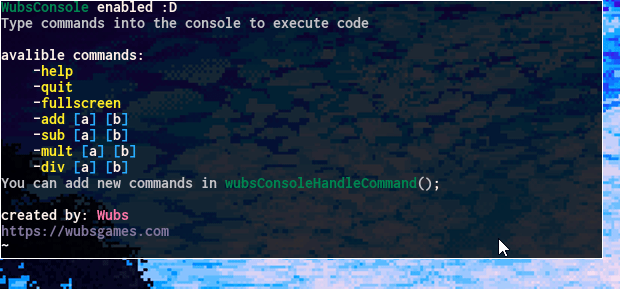 WubsConsole enabled :D
Type commands into the console to execute code
avalible commands:
-help
-quit
-fullscreen
-add [a] [b]
-sub [a] [b]
-mult [a] [b]
-div [a] [b]
You can add new commands in wubsConsoleHandleCommand();
created by: Wubs
https://wubsgames.com
~